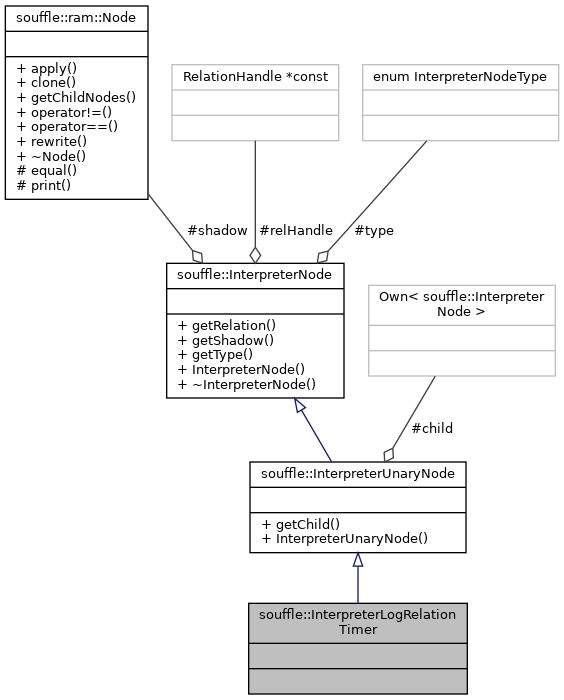 souffle::ram::Node
+ apply()
+ clone()
+ getChildNodes()
+ operator!=()
+ operator==()
+ rewrite()
+ ~Node()
# equal()
# print()
RelationHandle *const
enum InterpreterNodeType
#shadow
#relHandle
#type
souffle::InterpreterNode
+ getRelation()
+ getShadow()
+ getType()
+ InterpreterNode()
+ ~InterpreterNode()
Own< souffle::Interpreter
Node >
#child
souffle::InterpreterUnaryNode
+ getChild()
+ InterpreterUnaryNode()
souffle::InterpreterLogRelation
Timer